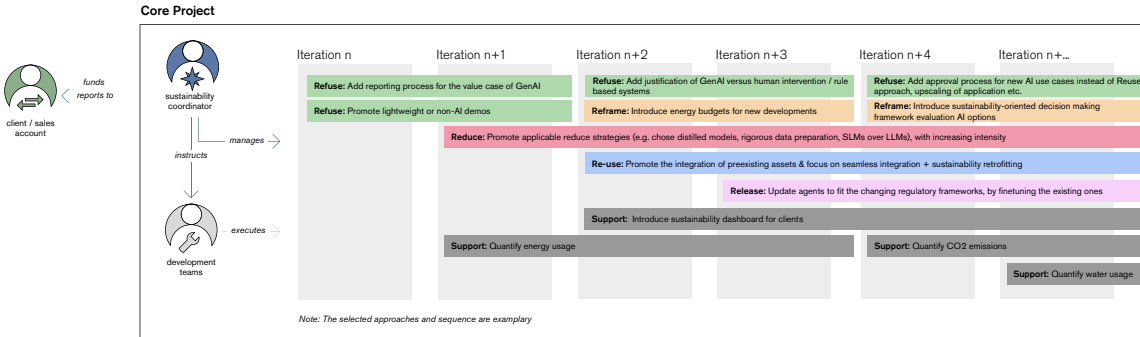 Core Project
Iteration n
Iteration n+1
Iteration n+2
Iteration n+3
Iteration n+4
Iteration n+...
funds
reports to
client / sales
account
sustainability
coordinator
manages
instructs
executes
development
teams
Refuse: Add reporting process for the value case of GenAI
Refuse: Add justification of GenAI versus human intervention / rule
based systems
Refuse: Add approval process for new AI use cases instead of Reuse
approach, upscaling of application etc.
Refuse: Promote lightweight or non-AI demos
Reframe: Introduce energy budgets for new developments
Reframe: Introduce sustainability-oriented decision making
framework evaluation AI options
Reduce: Promote applicable reduce strategies (e.g. chose distilled models, rigorous data preparation, SLMs over LLMs), with increasing intensity
Re-use: Promote the integration of preexisting assets & focus on seamless integration + sustainability retrofitting
Release: Update agents to fit the changing regulatory frameworks, by finetuning the existing ones
Support: Introduce sustainability dashboard for clients
Support: Quantify energy usage
Support: Quantify CO2 emissions
Support: Quantify water usage
Note: The selected approaches and sequence are examplary